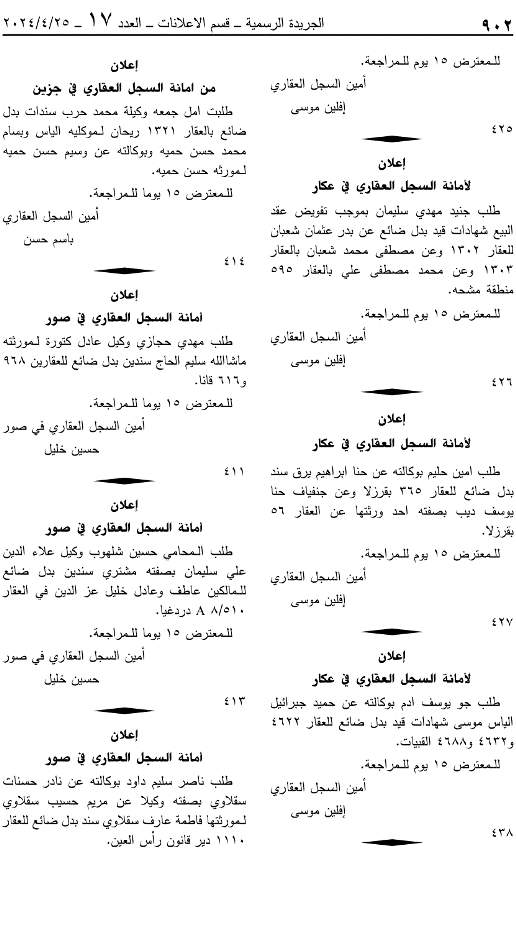 ٩٠٢
الجريدة الرسمية – قسم الاعلانات – العدد ١٧ – ٢٠٢٤/٤/٢٥
للمعترض ١٥ يوم للمراجعة.
أمين السجل العقاري
إفلين موسى
٤٢٥
إعلان
لأمانة السجل العقاري في عكار
طلب جنيد مهدي سليمان بموجب تفويض عقد
البيع شهادات قيد بدل ضائع عن بدر عثمان شعبان
للعقار ١٣٠٢ وعن مصطفى محمد شعبان بالعقار
١٣٠٣ وعن محمد مصطفى علي بالعقار ٥٩٥
منطقة مشحه.
للمعترض ١٥ يوم للمراجعة.
أمين السجل العقاري
إفلين موسى
٤٢٦
إعلان
لأمانة السجل العقاري في عكار
طلب امين حليم بوكالته عن حنا ابراهيم يرق سند
بدل ضائع للعقار ٣٦٥ بقرزلا وعن جنفياف حنا
يوسف ديب بصفته احد ورثتها عن العقار ٥٦
بقرزلا.
للمعترض ١٥ يوم للمراجعة.
أمين السجل العقاري
إفلين موسى
٤٢٧
إعلان
لأمانة السجل العقاري في عكار
طلب جو يوسف ادم بوكالته عن حميد جبرائيل
الياس موسى شهادات قيد بدل ضائع للعقار ٤٦٢٢
و٤٦٣٢ و٤٦٨٨ القبيات.
للمعترض ١٥ يوم للمراجعة.
أمين السجل العقاري
إفلين موسى
٤٣٨
إعلان
من امانة السجل العقاري في جزين
طلبت امل جمعه وكيلة محمد حرب سندات بدل
ضائع بالعقار ١٣٢١ ريحان لموكليه الياس وبسام
محمد حسن حميه وبوكالته عن وسيم حسن حميه
لمورثه حسن حميه.
للمعترض ١٥ يوما للمراجعة.
أمين السجل العقاري
باسم حسن
٤١٤
إعلان
أمانة السجل العقاري في صور
طلب مهدي حجازي وكيل عادل كتورة لمورثته
ماشاالله سليم الحاج سندين بدل ضائع للعقارين ٩٦٨
و٦١٦ قانا.
للمعترض ١٥ يوما للمراجعة.
أمين السجل العقاري في صور
حسين خليل
٤١١
إعلان
أمانة السجل العقاري في صور
طلب المحامي حسين شلهوب وكيل علاء الدين
علي سليمان بصفته مشتري سندين بدل ضائع
للمالكين عاطف وعادل خليل عز الدين في العقار
٨/٥١٠ A دردغيا.
للمعترض ١٥ يوما للمراجعة.
أمين السجل العقاري في صور
حسين خليل
٤١٣
إعلان
أمانة السجل العقاري في صور
طلب ناصر سليم داود بوكالته عن نادر حسنات
سقلاوي بصفته وكيلا عن مريم حسيب سقلاوي
لمورثتها فاطمة عارف سقلاوي سند بدل ضائع للعقار
١١١٠ دير قانون رأس العين.